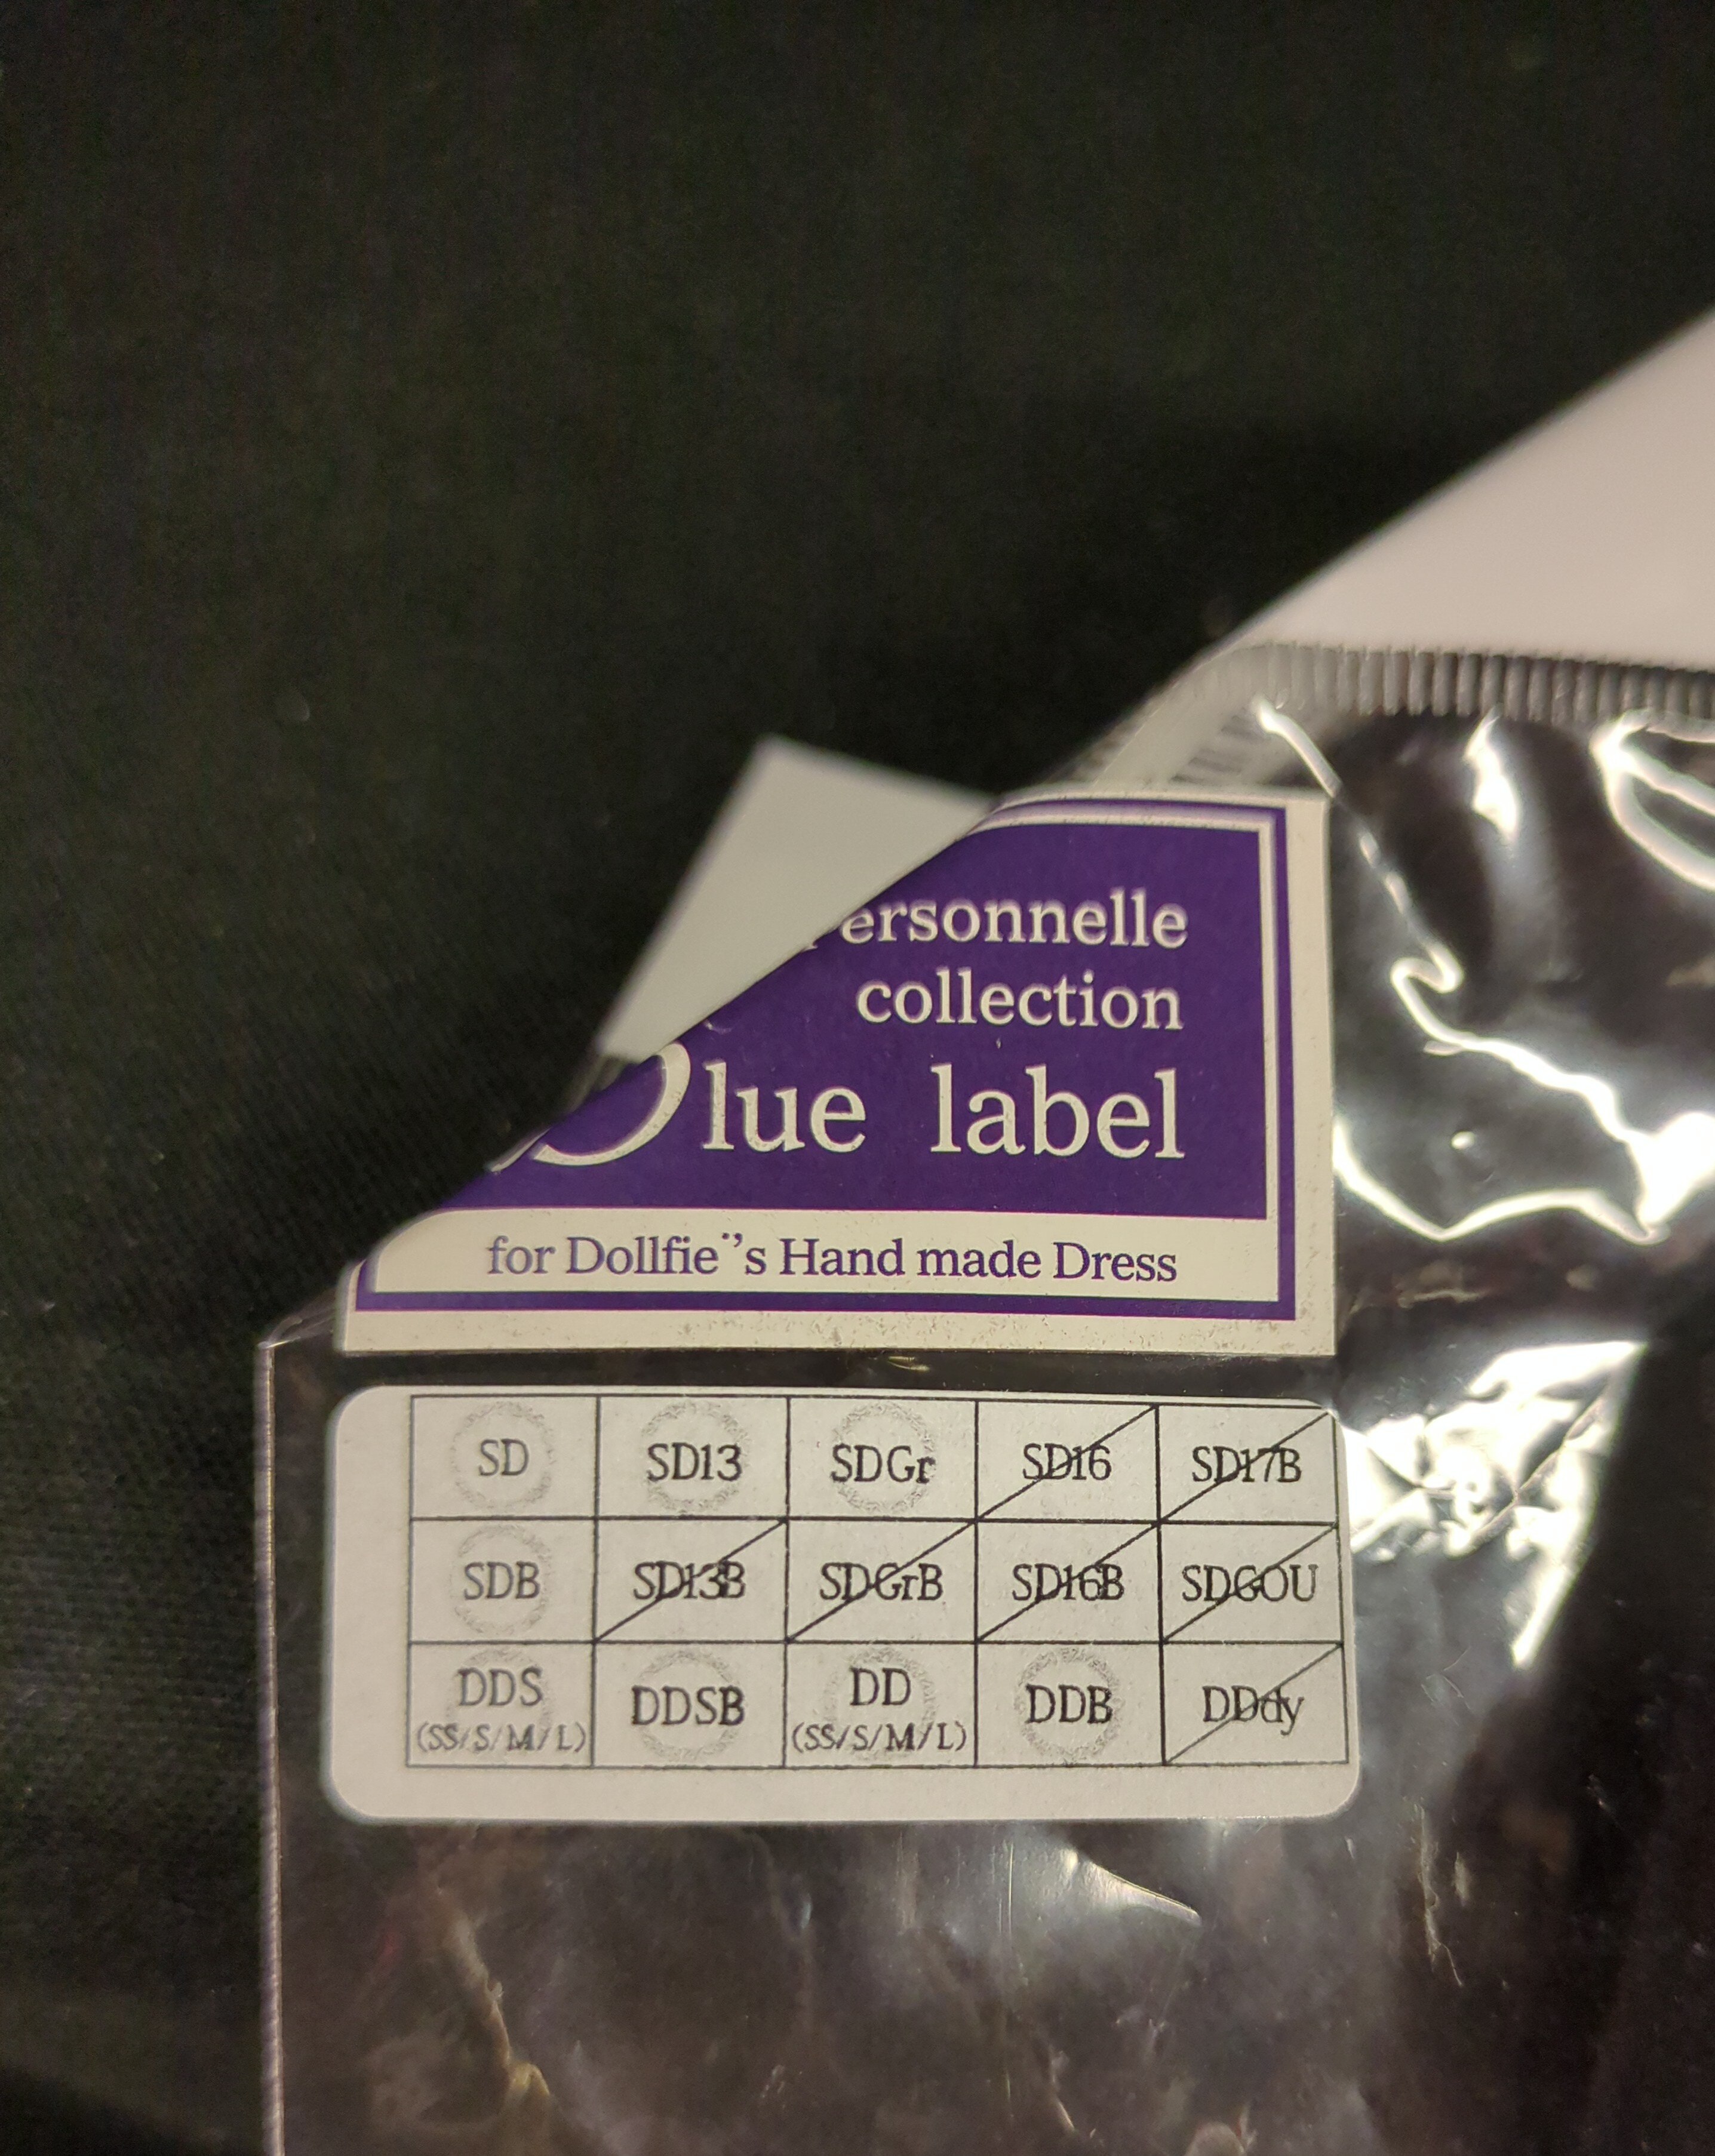 ersonnelle
collection
lue label
for Dollfie¨’s Hand made Dress
SD SD13 SDGr SD16 SD17B
SDB SD13B SDGrB SD16B SDGOU
DDS DDSB DD DDB DDdy
(SS/S/M/L) (SS/S/M/L)